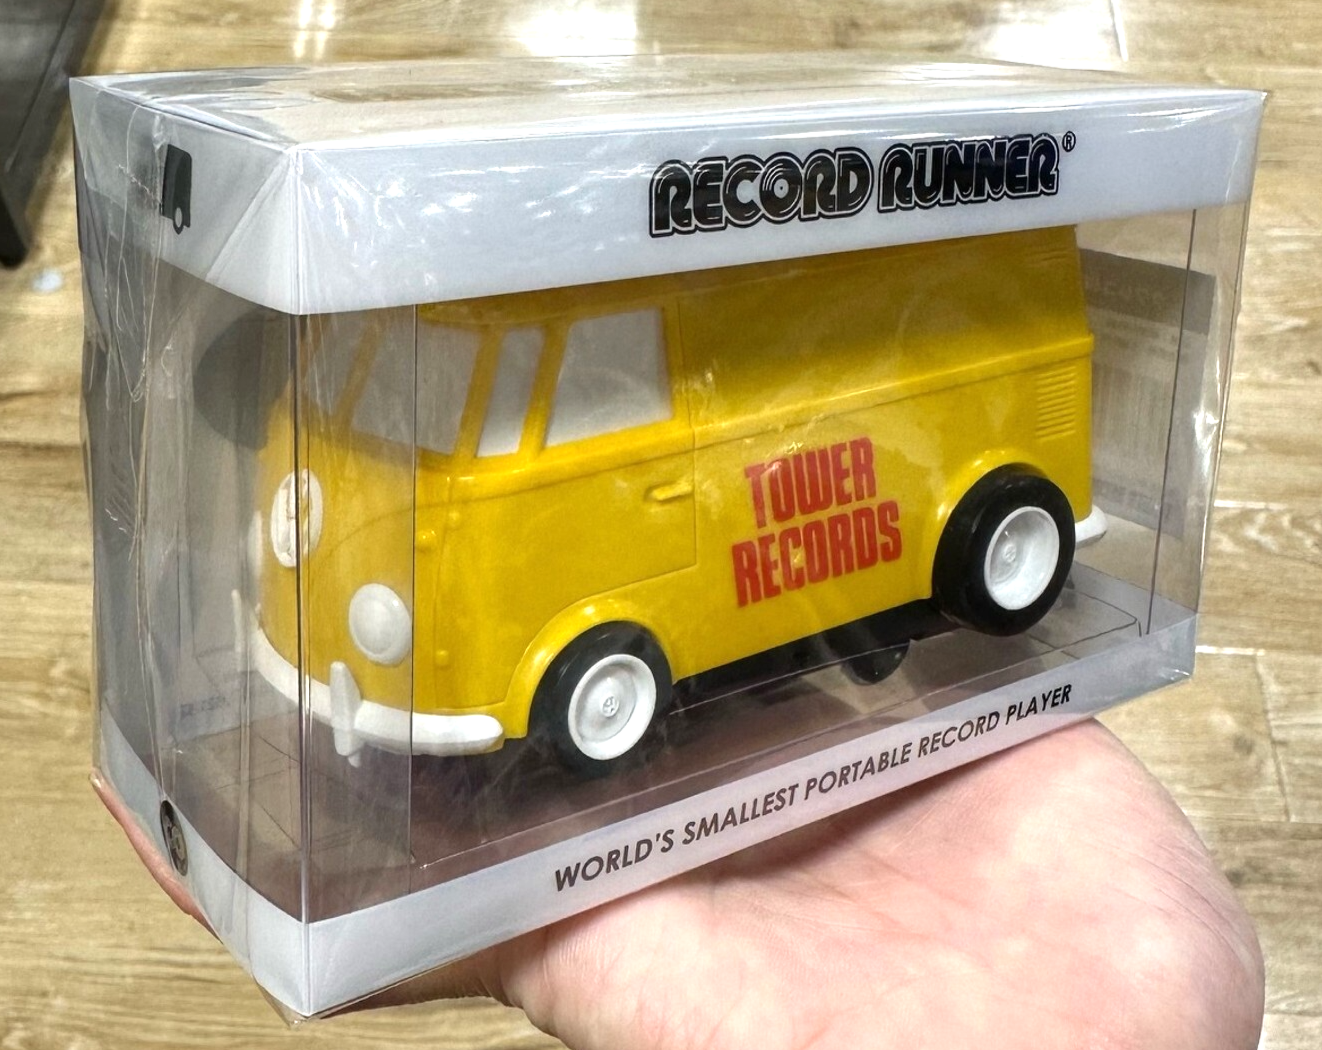 RECORD RUNNER®
TOWER
RECORDS
WORLD'S SMALLEST PORTABLE RECORD PLAYER